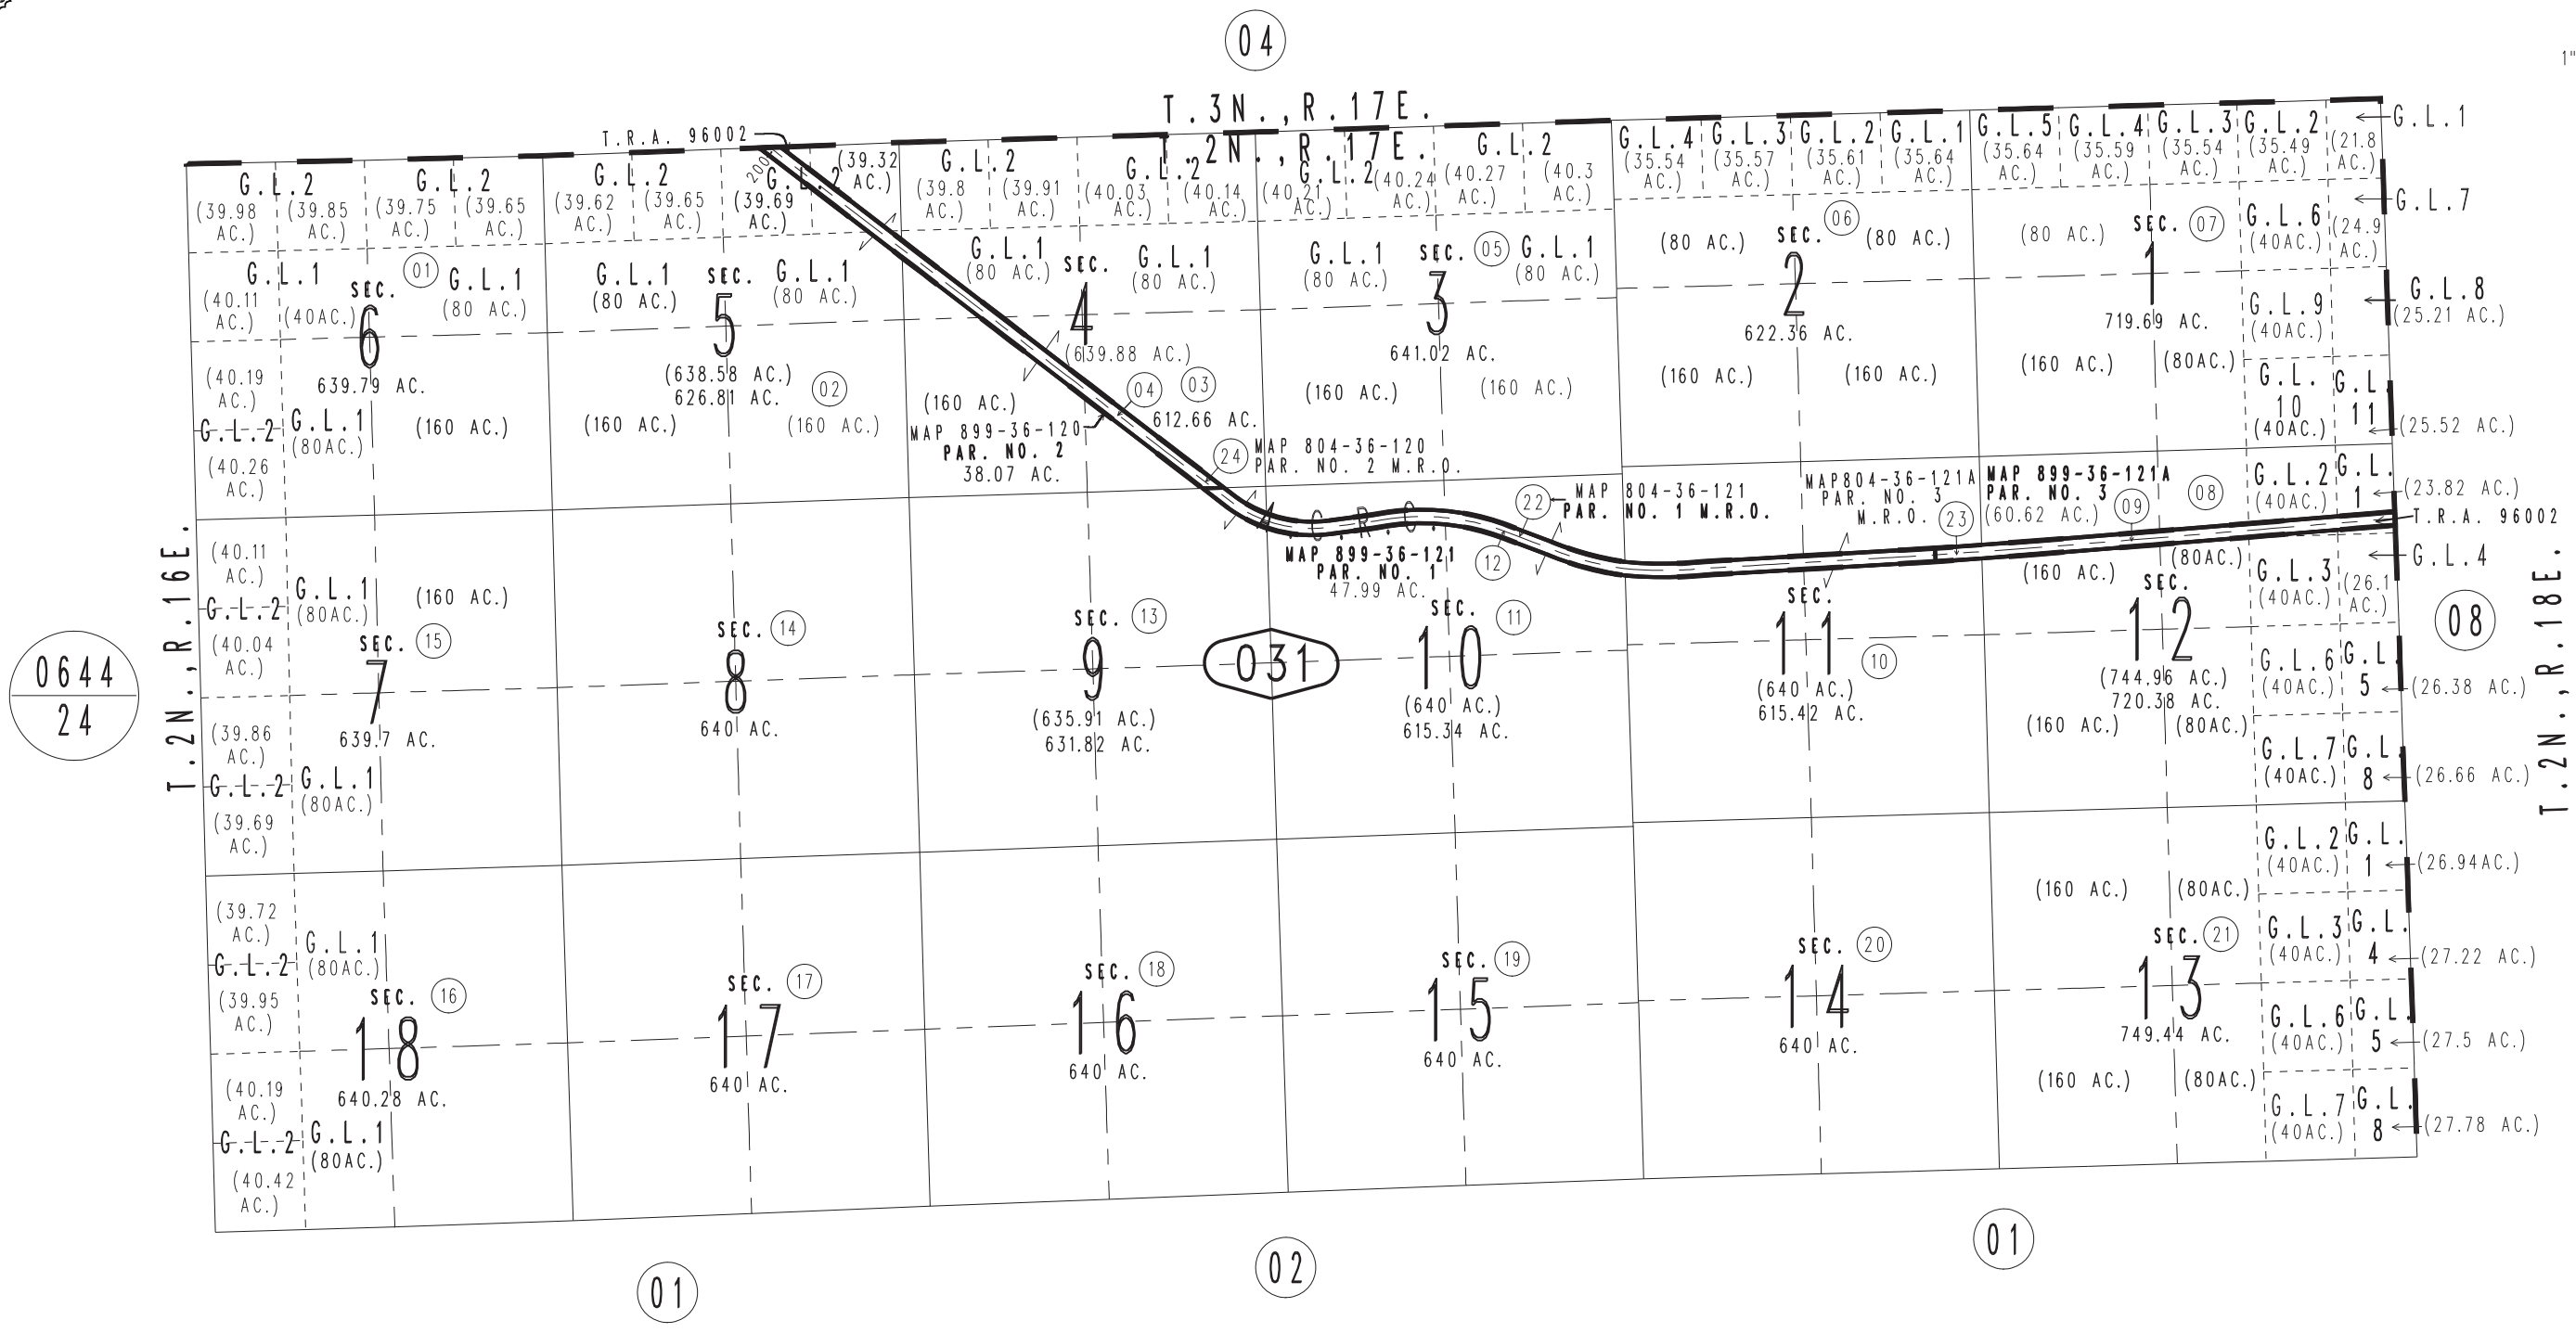 04
1"
T.3N.,R.17E.
T.2N.,R.17E.
T.R.A. 96002
200'
G.L.2
(39.98 AC.)
(39.85 AC.)
G.L.2
(39.75 AC.)
(39.65 AC.)
G.L.2
(39.62 AC.)
(39.65 AC.)
G.L.2
(39.69 AC.)
(39.32 AC.)
G.L.2
(39.8 AC.)
(39.91 AC.)
G.L.2
(40.03 AC.)
(40.14 AC.)
G.L.2
(40.21 AC.)
(40.24 AC.)
G.L.2
(40.27 AC.)
(40.3 AC.)
G.L.4
(35.54 AC.)
G.L.3
(35.57 AC.)
G.L.2
(35.61 AC.)
G.L.1
(35.64 AC.)
G.L.5
(35.64 AC.)
G.L.4
(35.59 AC.)
G.L.3
(35.54 AC.)
G.L.2
(35.49 AC.)
(21.8 AC.)
G.L.1
G.L.7
G.L.1
(40.11 AC.)
(40AC.)
SEC. 01
6
639.79 AC.
G.L.1
(80 AC.)
(40.19 AC.)
G.L.2
(40.26 AC.)
G.L.1
(80AC.)
(160 AC.)
G.L.1
(80 AC.)
SEC.
5
(638.58 AC.)
626.81 AC.
02
G.L.1
(80 AC.)
(160 AC.)
(160 AC.)
G.L.1
(80 AC.)
SEC.
4
(639.88 AC.)
G.L.1
(80 AC.)
04
03
612.66 AC.
(160 AC.)
MAP 899-36-120
PAR. NO. 2
38.07 AC.
24
MAP 804-36-120
PAR. NO. 2 M.R.O.
G.L.1
(80 AC.)
SEC. 05
3
641.02 AC.
G.L.1
(80 AC.)
(160 AC.)
(160 AC.)
(80 AC.)
SEC. 06
2
622.36 AC.
(80 AC.)
(160 AC.)
(160 AC.)
(80 AC.)
SEC. 07
1
719.69 AC.
(160 AC.)
(80AC.)
G.L.6
(40AC.)
(24.9 AC.)
G.L.9
(40AC.)
G.L.8
(25.21 AC.)
G.L.
10
(40AC.)
G.L.
11
(25.52 AC.)
22
MAP 804-36-121
PAR. NO. 1 M.R.O.
MAP804-36-121A
PAR. NO. 3
M.R.O.
23
MAP 899-36-121A
PAR. NO. 3
(60.62 AC.)
09
08
G.L.2
(40AC.)
G.L.
1
(23.82 AC.)
T.R.A. 96002
G.L.4
MAP 899-36-121
PAR. NO. 1
47.99 AC.
12
0644
24
T.2N.,R.16E.
(40.11 AC.)
G.L.2
(40.04 AC.)
G.L.1
(80AC.)
(160 AC.)
SEC. 15
7
639.7 AC.
(39.86 AC.)
G.L.2
(39.69 AC.)
G.L.1
(80AC.)
SEC. 14
8
640 AC.
SEC. 13
9
(635.91 AC.)
631.82 AC.
031
SEC. 11
10
(640 AC.)
615.34 AC.
SEC.
11
10
(640 AC.)
615.42 AC.
(160 AC.)
(80AC.)
SEC.
12
(744.96 AC.)
720.38 AC.
(160 AC.)
(80AC.)
G.L.3
(40AC.)
(26.1 AC.)
08
G.L.6
(40AC.)
G.L.
5
(26.38 AC.)
G.L.7
(40AC.)
G.L.
8
(26.66 AC.)
T.2N.,R.18E.
(39.72 AC.)
G.L.2
(39.95 AC.)
G.L.1
(80AC.)
SEC. 16
18
640.28 AC.
(40.19 AC.)
G.L.2
(40.42 AC.)
G.L.1
(80AC.)
SEC. 17
17
640 AC.
SEC. 18
16
640 AC.
SEC. 19
15
640 AC.
SEC. 20
14
640 AC.
(160 AC.)
(80AC.)
SEC. 21
13
749.44 AC.
(160 AC.)
(80AC.)
G.L.2
(40AC.)
G.L.
1
(26.94AC.)
G.L.3
(40AC.)
G.L.
4
(27.22 AC.)
G.L.6
(40AC.)
G.L.
5
(27.5 AC.)
G.L.7
(40AC.)
G.L.
8
(27.78 AC.)
01
02
01